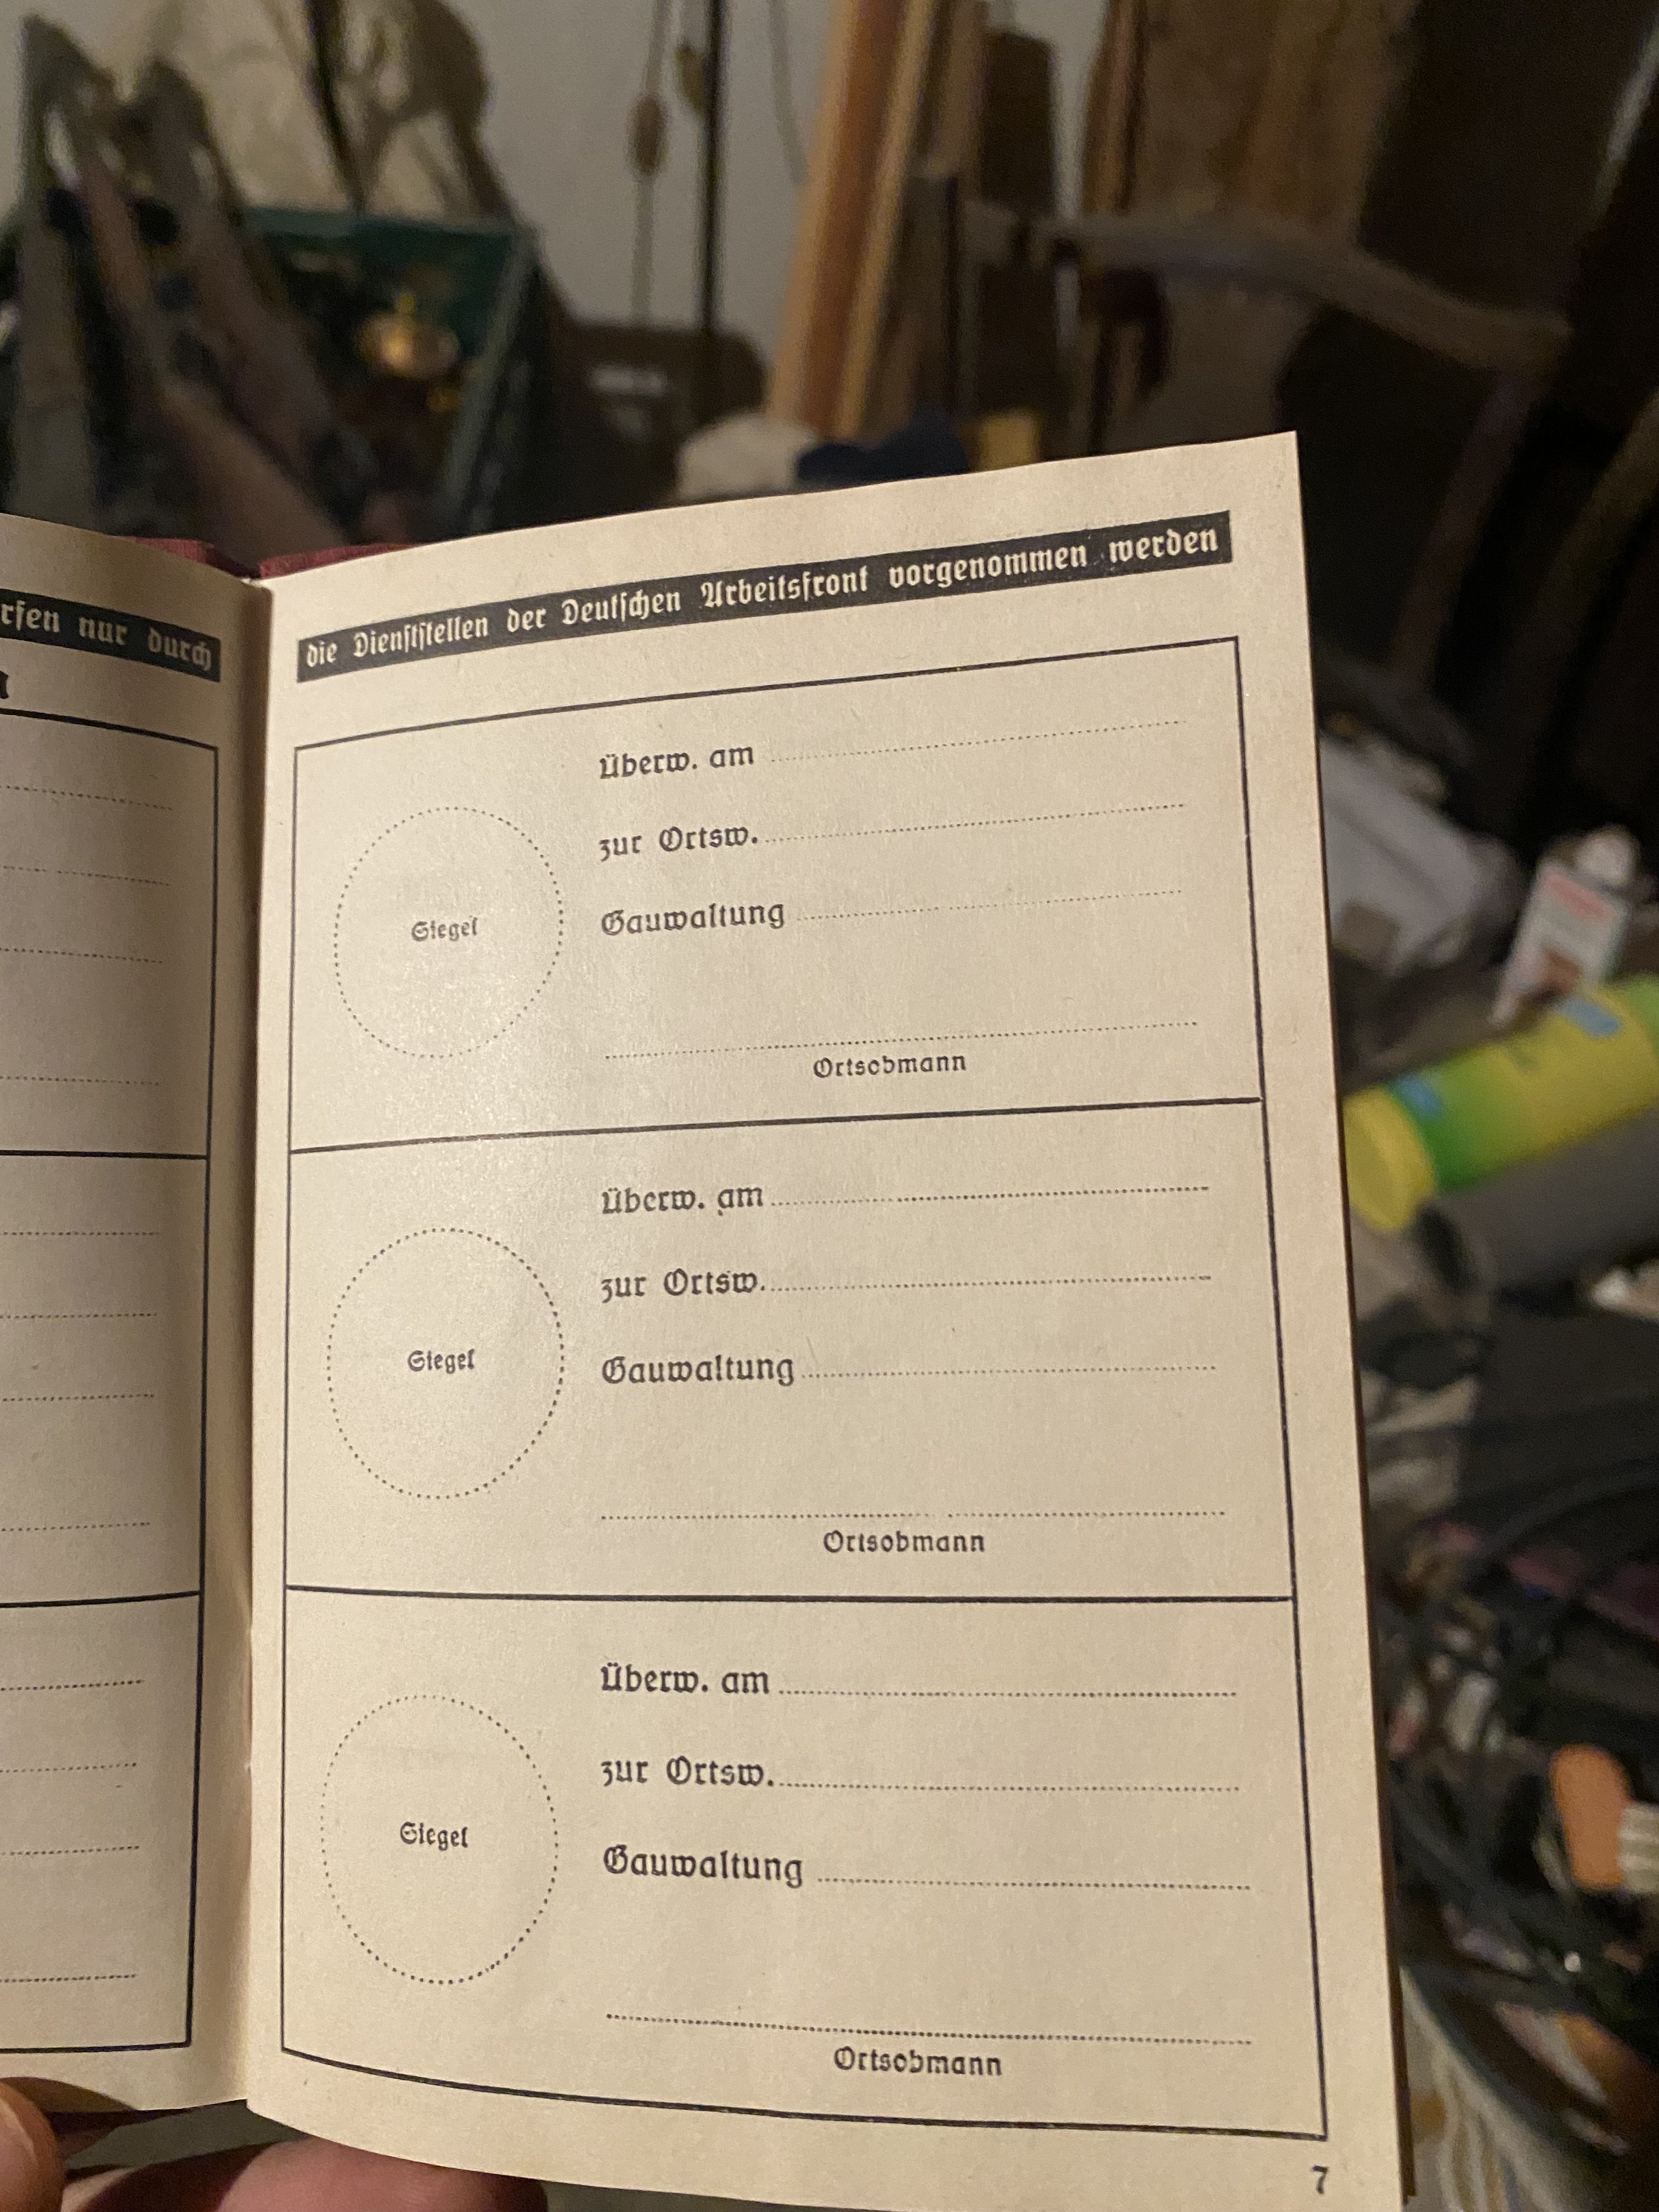 nur durch
die Dienststellen der Deutschen Arbeitsfront vorgenommen werden
Überw. am
zur Ortsw.
Gauwaltung
Siegel
Ortsobmann
Überw. am
zur Ortsw.
Gauwaltung
Siegel
Ortsobmann
Überw. am
zur Ortsw.
Gauwaltung
Siegel
Ortsobmann
7